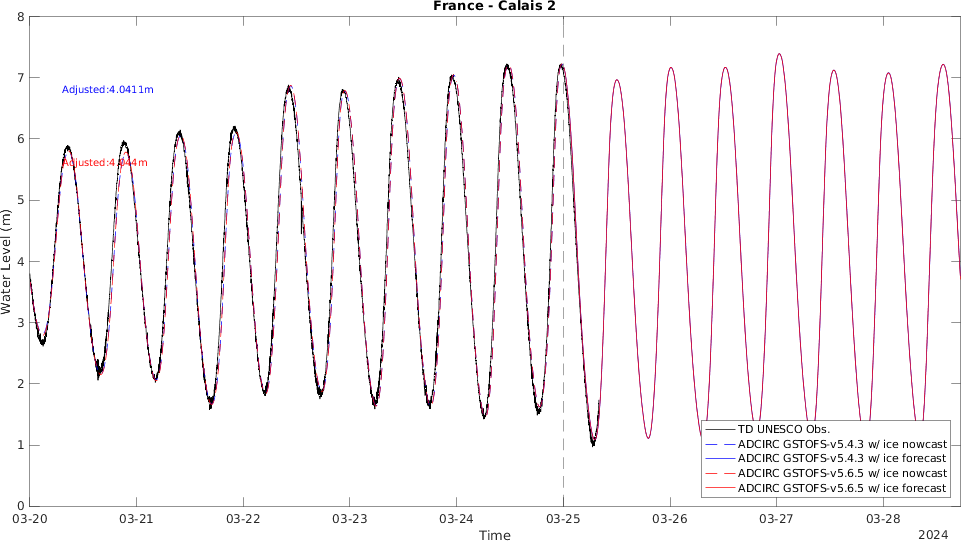 France - Calais 2
8
7
6
5
4
3
2
1
0
Water Level (m)
Adjusted:4.0411m
Adjusted:4.044m
TD UNESCO Obs.
ADCIRC GSTOFS-v5.4.3 w/ ice nowcast
ADCIRC GSTOFS-v5.4.3 w/ ice forecast
ADCIRC GSTOFS-v5.6.5 w/ ice nowcast
ADCIRC GSTOFS-v5.6.5 w/ ice forecast
03-20 03-21 03-22 03-23 03-24 03-25 03-26 03-27 03-28
Time
2024